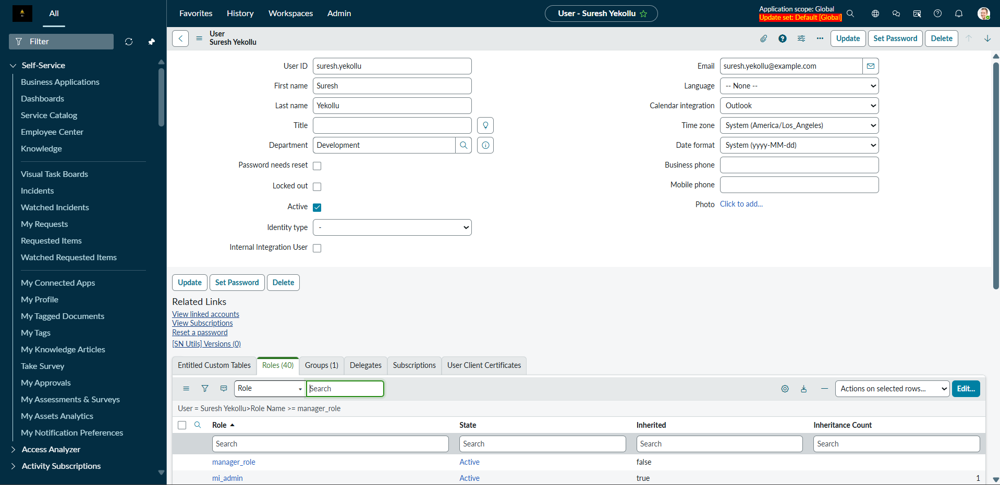 All
Favorites
History
Workspaces
Admin
User - Suresh Yekollu
Application scope: Global
Update set: Default [Global]
Filter
Self-Service
Business Applications
Dashboards
Service Catalog
Employee Center
Knowledge
Visual Task Boards
Incidents
Watched Incidents
My Requests
Requested Items
Watched Requested Items
My Connected Apps
My Profile
My Tagged Documents
My Tags
My Knowledge Articles
Take Survey
My Approvals
My Assessments & Surveys
My Assets Analytics
My Notification Preferences
Access Analyzer
Activity Subscriptions
User
Suresh Yekollu
Update
Set Password
Delete
User ID suresh.yekollu
First name Suresh
Last name Yekollu
Title
Department Development
Password needs reset
Locked out
Active
Identity type -
Internal Integration User
Email suresh.yekollu@example.com
Language -- None --
Calendar integration Outlook
Time zone System (America/Los_Angeles)
Date format System (yyyy-MM-dd)
Business phone
Mobile phone
Photo Click to add...
Update
Set Password
Delete
Related Links
View linked accounts
View Subscriptions
Reset a password
[SN Utils] Versions (0)
Entitled Custom Tables
Roles (40)
Groups (1)
Delegates
Subscriptions
User Client Certificates
Role
Search
Actions on selected rows...
Edit...
User = Suresh Yekollu>Role Name >= manager_role
Role State Inherited Inheritance Count
Search Search Search Search
manager_role Active false
mi_admin Active true 1